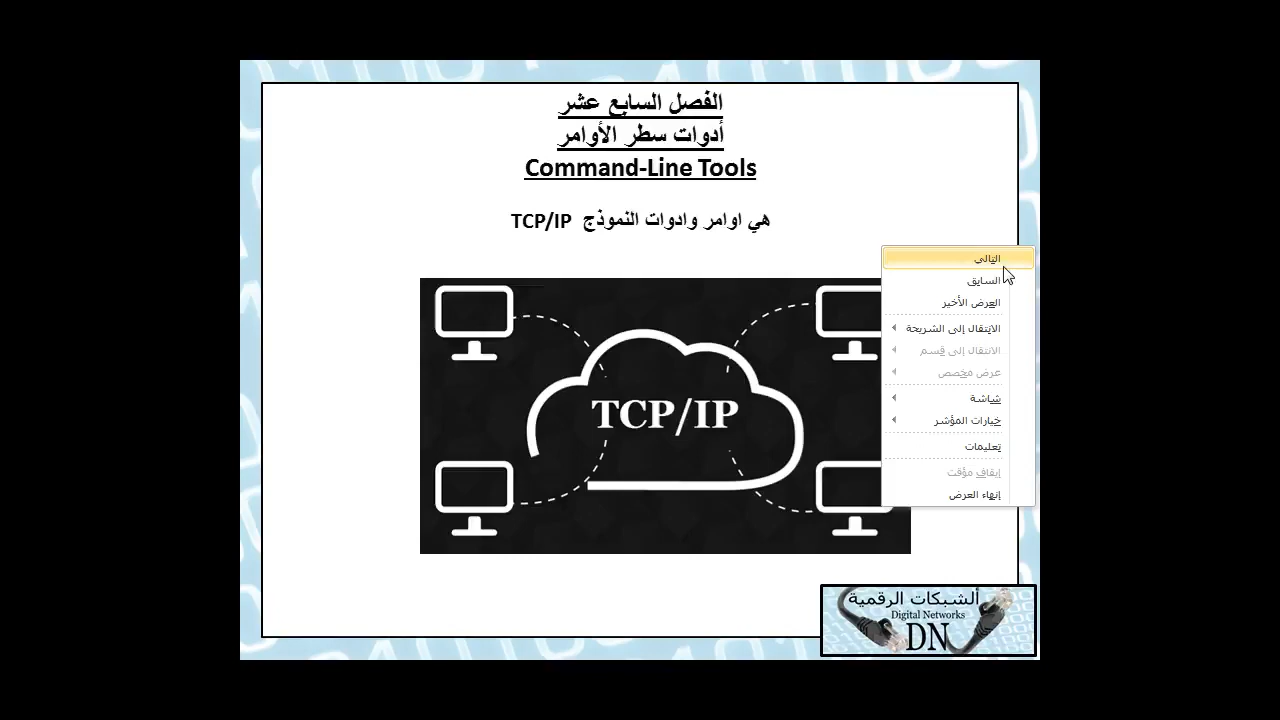 الفصل السابع عشر
أدوات سطر الأوامر
Command-Line Tools
هي اوامر وادوات النموذج TCP/IP
TCP/IP
التالي
السابق
العرض الأخير
الانتقال إلى الشريحة
الانتقال إلى قسم
عرض مخصص
شاشة
خيارات المؤشر
تعليمات
إيقاف مؤقت
إنهاء العرض
ألشبكات الرقمية
Digital Networks
DN